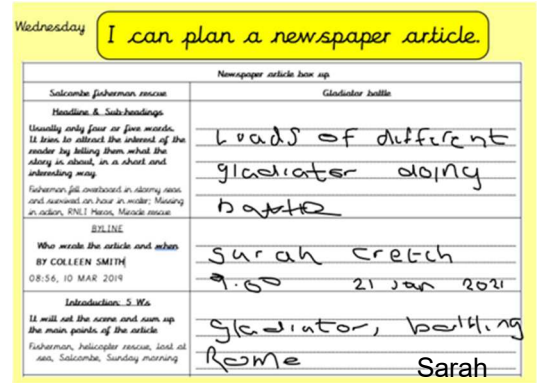 Wednesday
I can plan a newspaper article.
Newspaper article box up
Salcombe fisherman rescue
Gladiator battle
Headline & Sub-headings
Usually only four or five words.
It tries to attract the interest of the
reader by telling them what the
story is about, in a short and
interesting way.
Fisherman fell overboard in stormy seas
and survived an hour in water; Missing
in action, RNLI Heros, Miracle rescue
Loads of different
gladiator doing
battle
BYLINE
Who wrote the article and when
BY COLLEEN SMITH
08:56, 10 MAR 2019
Surah cretch
9.00 21 Jan 2021
Introduction: 5 Ws
It will set the scene and sum up
the main points of the article
Fisherman, helicopter rescue, lost at
sea, Salcombe, Sunday morning
Gladiator, battling
Rome
Sarah